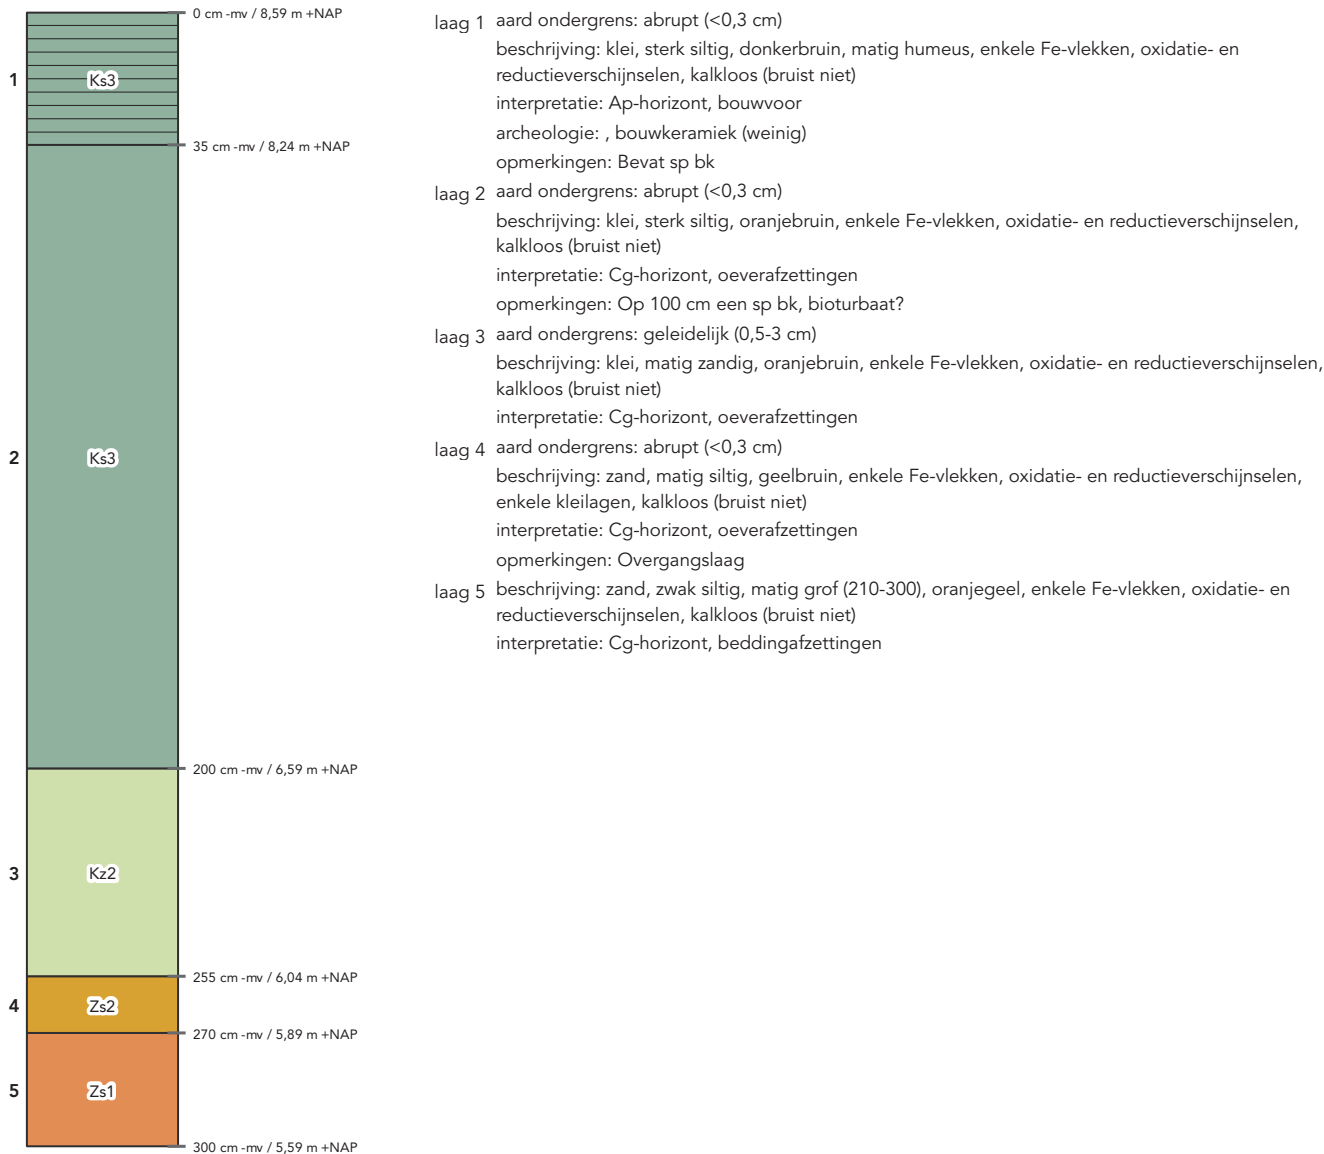 0 cm -mv / 8,59 m +NAP
1
Ks3
35 cm -mv / 8,24 m +NAP
2
Ks3
200 cm -mv / 6,59 m +NAP
3
Kz2
255 cm -mv / 6,04 m +NAP
4
Zs2
270 cm -mv / 5,89 m +NAP
5
Zs1
300 cm -mv / 5,59 m +NAP
laag 1 aard ondergrens: abrupt (<0,3 cm)
beschrijving: klei, sterk siltig, donkerbruin, matig humeus, enkele Fe-vlekken, oxidatie- en
reductieverschijnselen, kalkloos (bruist niet)
interpretatie: Ap-horizont, bouwvoor
archeologie: , bouwkeramiek (weinig)
opmerkingen: Bevat sp bk
laag 2 aard ondergrens: abrupt (<0,3 cm)
beschrijving: klei, sterk siltig, oranjebruin, enkele Fe-vlekken, oxidatie- en reductieverschijnselen,
kalkloos (bruist niet)
interpretatie: Cg-horizont, oeverafzettingen
opmerkingen: Op 100 cm een sp bk, bioturbaat?
laag 3 aard ondergrens: geleidelijk (0,5-3 cm)
beschrijving: klei, matig zandig, oranjebruin, enkele Fe-vlekken, oxidatie- en reductieverschijnselen,
kalkloos (bruist niet)
interpretatie: Cg-horizont, oeverafzettingen
laag 4 aard ondergrens: abrupt (<0,3 cm)
beschrijving: zand, matig siltig, geelbruin, enkele Fe-vlekken, oxidatie- en reductieverschijnselen,
enkele kleilagen, kalkloos (bruist niet)
interpretatie: Cg-horizont, oeverafzettingen
opmerkingen: Overgangslaag
laag 5 beschrijving: zand, zwak siltig, matig grof (210-300), oranjegeel, enkele Fe-vlekken, oxidatie- en
reductieverschijnselen, kalkloos (bruist niet)
interpretatie: Cg-horizont, beddingafzettingen